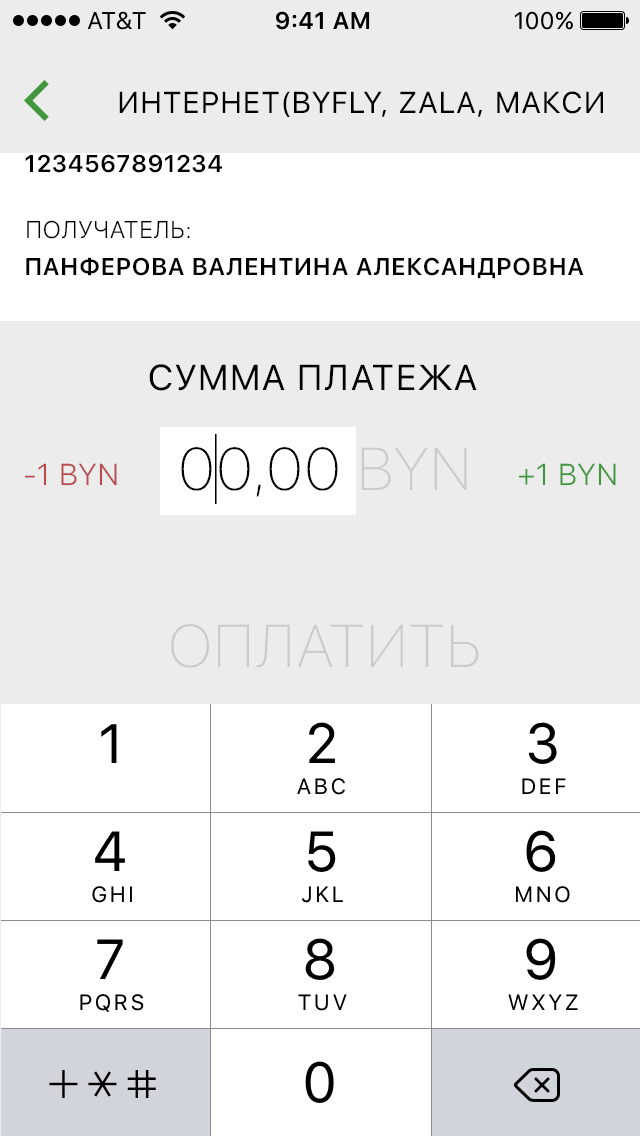 AT&T 9:41 AM 100%
ИНТЕРНЕТ(BYFLY, ZALA, МАКСИ
1234567891234
ПОЛУЧАТЕЛЬ:
ПАНФЕРОВА ВАЛЕНТИНА АЛЕКСАНДРОВНА
СУММА ПЛАТЕЖА
-1 BYN 00,00 BYN +1 BYN
ОПЛАТИТЬ
1 2 3
ABC DEF
4 5 6
GHI JKL MNO
7 8 9
PQRS TUV WXYZ
+*# 0